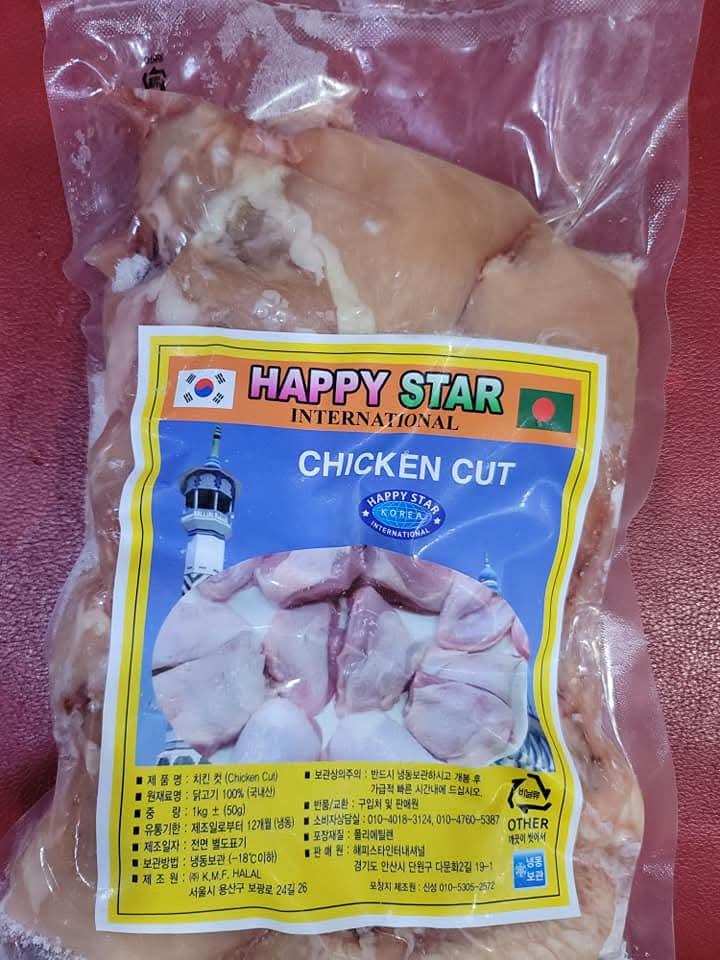 HAPPY STAR
INTERNATIONAL
CHICKEN CUT
HAPPY STAR
KOREA
INTERNATIONAL
■ 제 품 명 : 치킨 컷 (Chicken Cut)
■ 원재료명 : 닭고기 100% (국내산)
■ 중 량 : 1kg ± (50g)
■ 유통기한 : 제조일로부터 12개월 (냉동)
■ 제조일자 : 전면 별도표기
■ 보관방법 : 냉동보관 (-18℃이하)
■ 제 조 원 : ㈜ K.M.F. HALAL
서울시 용산구 보광로 24길 26
■ 보관상의주의 : 반드시 냉동보관하시고 개봉 후
가급적 빠른 시간내에 드십시오.
■ 반품/교환 : 구입처 및 판매원
■ 소비자상담실 : 010-4018-3124, 010-4760-5387
■ 포장재질 : 폴리에틸렌
■ 판 매 원 : 해피스타인터내셔널
경기도 안산시 단원구 다문화2길 19-1
포장지 제조원 : 신성 010-5305-2572
비닐류
OTHER
깨끗이 씻어서
냉동
보관